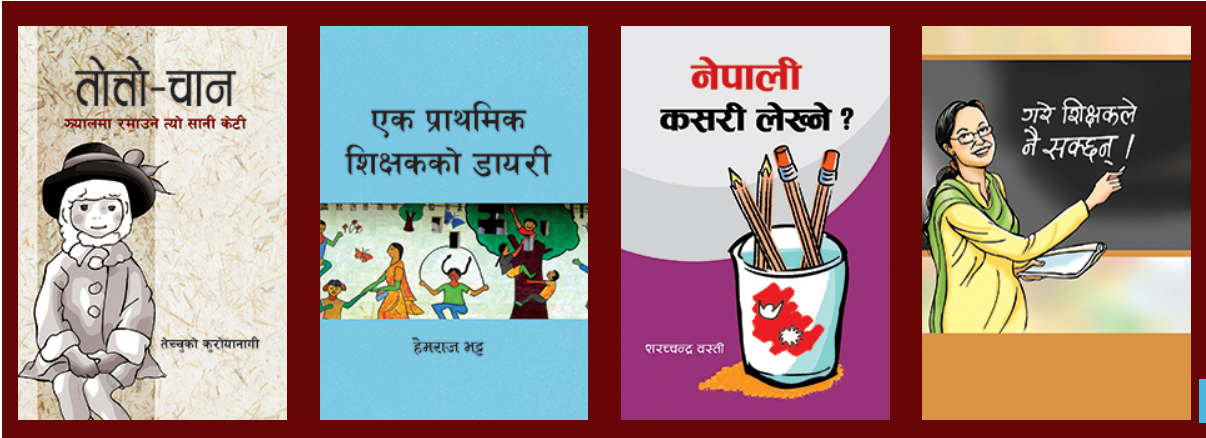 तोत्तो-चान
झ्यालमा रमाउने त्यो सानी केटी
तेत्चुको कुरोयानागी
एक प्राथमिक
शिक्षकको डायरी
हेमराज भट्ट
नेपाली
कसरी लेख्ने ?
शरच्चन्द्र वस्ती
गरे शिक्षकले
नै सक्छन् !